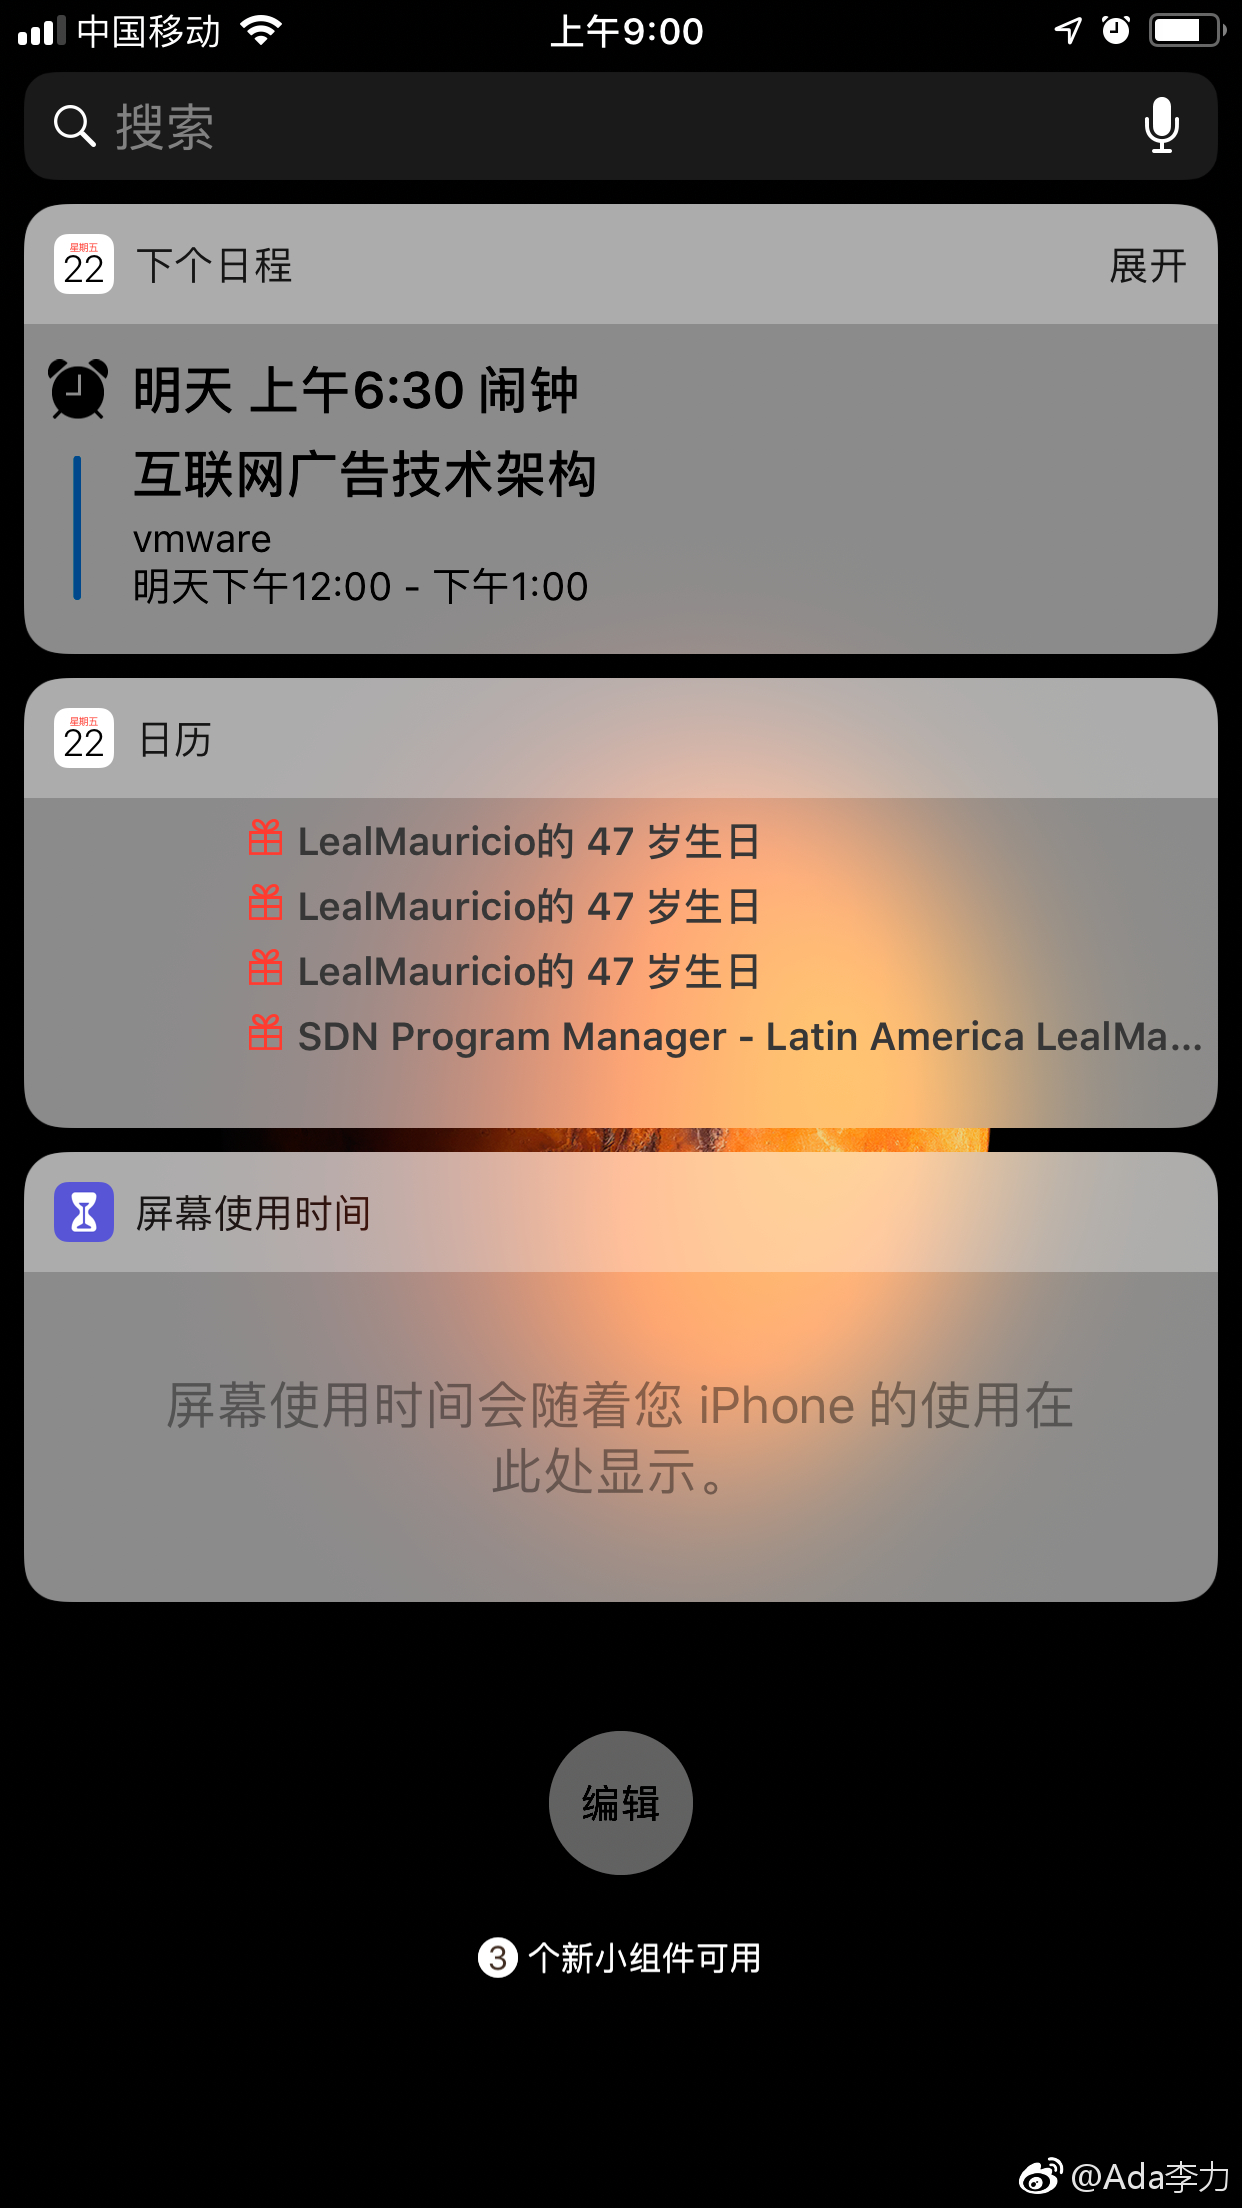 中国移动 上午9:00
搜索
星期五
22 下个日程 展开
明天 上午6:30 闹钟
互联网广告技术架构
vmware
明天下午12:00 - 下午1:00
星期五
22 日历
LealMauricio的 47 岁生日
LealMauricio的 47 岁生日
LealMauricio的 47 岁生日
SDN Program Manager - Latin America LealMa...
屏幕使用时间
屏幕使用时间会随着您 iPhone 的使用在
此处显示。
编辑
3 个新小组件可用
@Ada李力